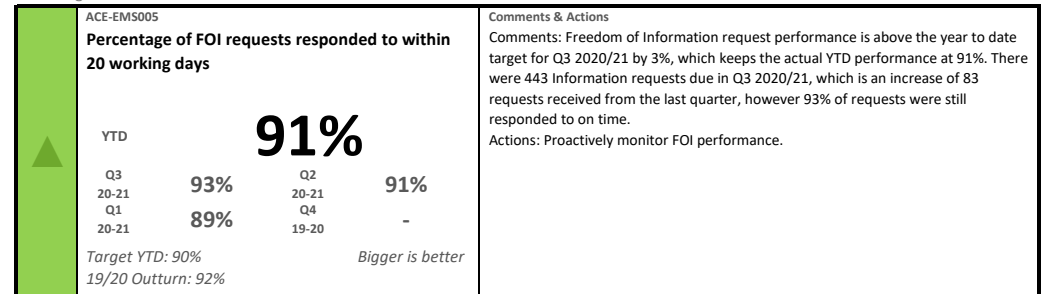 ACE-EMS005
Percentage of FOI requests responded to within
20 working days
YTD
91%
Q3
20-21
93%
Q2
20-21
91%
Q1
20-21
89%
Q4
19-20
-
Target YTD: 90%
Bigger is better
19/20 Outturn: 92%
Comments & Actions
Comments: Freedom of Information request performance is above the year to date
target for Q3 2020/21 by 3%, which keeps the actual YTD performance at 91%. There
were 443 Information requests due in Q3 2020/21, which is an increase of 83
requests received from the last quarter, however 93% of requests were still
responded to on time.
Actions: Proactively monitor FOI performance.